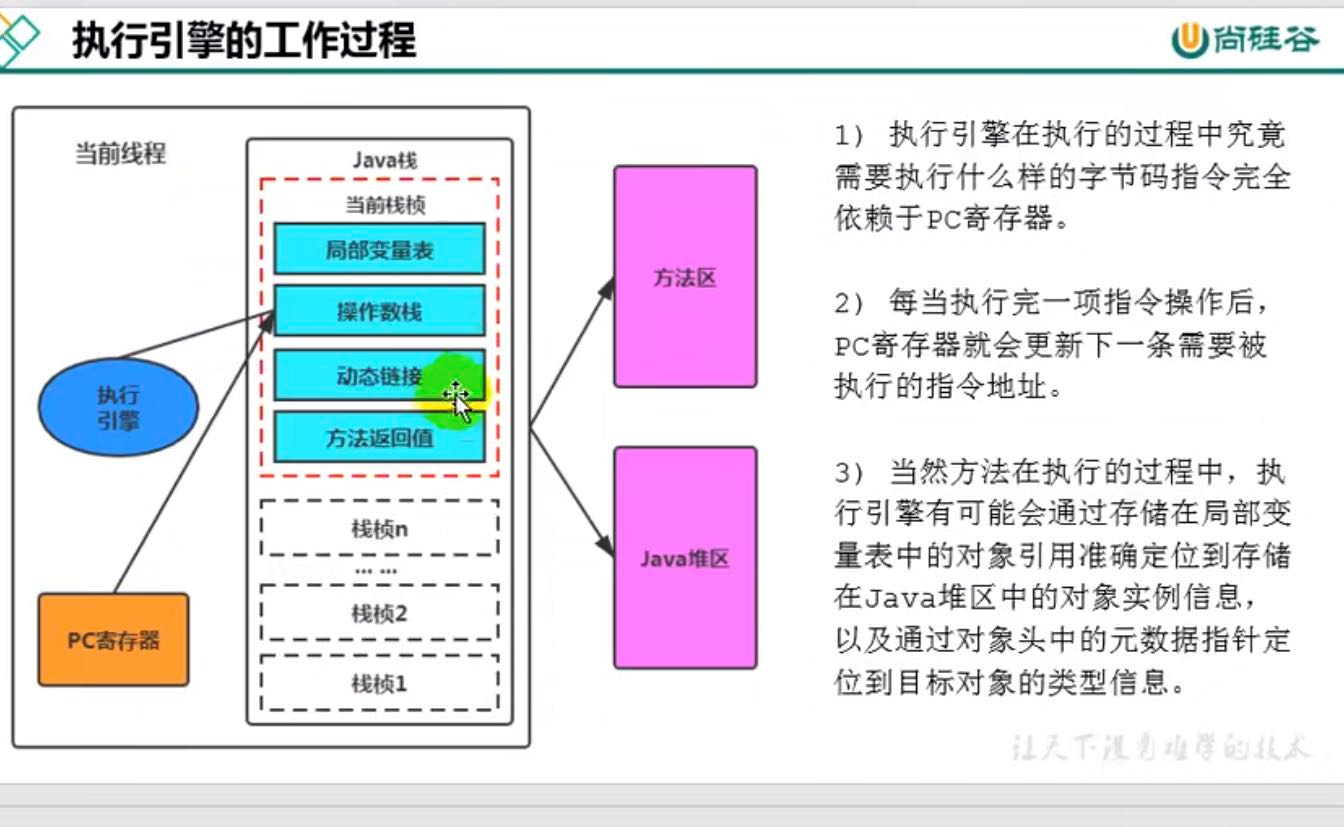 执行引擎的工作过程
尚硅谷
当前线程
Java栈
当前栈桢
局部变量表
操作数栈
动态链接
方法返回值
栈桢n
... ...
栈桢2
栈桢1
执行
引擎
PC寄存器
方法区
Java堆区
1) 执行引擎在执行的过程中究竟
需要执行什么样的字节码指令完全
依赖于PC寄存器。
2) 每当执行完一项指令操作后，
PC寄存器就会更新下一条需要被
执行的指令地址。
3) 当然方法在执行的过程中，执
行引擎有可能会通过存储在局部变
量表中的对象引用准确定位到存储
在Java堆区中的对象实例信息，
以及通过对象头中的元数据指针定
位到目标对象的类型信息。
让天下没有难学的技术